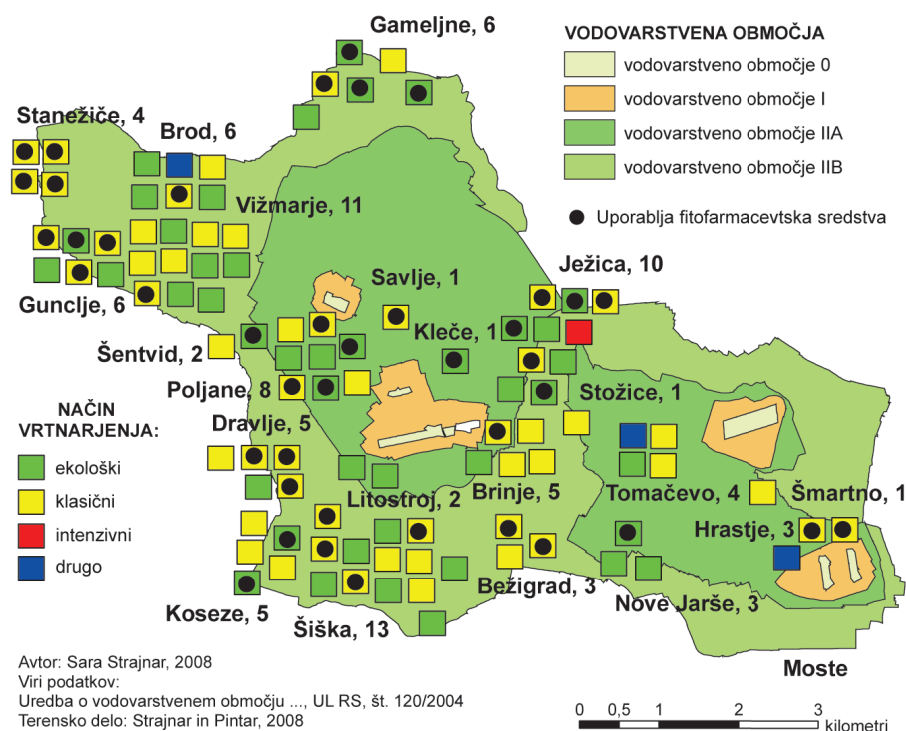 Gameljne, 6
VODOVARSTVENA OBMOČJA
vodovarstveno območje 0
vodovarstveno območje I
vodovarstveno območje IIA
vodovarstveno območje IIB
Uporablja fitofarmacevtska sredstva
Stanežiče, 4
Brod, 6
Vižmarje, 11
Gunclje, 6
Savlje, 1
Ježica, 10
Kleče, 1
Šentvid, 2
Poljane, 8
Stožice, 1
Dravlje, 5
Litostroj, 2
Brinje, 5
Tomačevo, 4
Šmartno, 1
Hrastje, 3
Bežigrad, 3
Nove Jarše, 3
Koseze, 5
Šiška, 13
Moste
NAČIN
VRTNARJENJA:
ekološki
klasični
intenzivni
drugo
Avtor: Sara Strajnar, 2008
Viri podatkov:
Uredba o vodovarstvenem območju ..., UL RS, št. 120/2004
Terensko delo: Strajnar in Pintar, 2008
0 0,5 1 2 3
kilometri